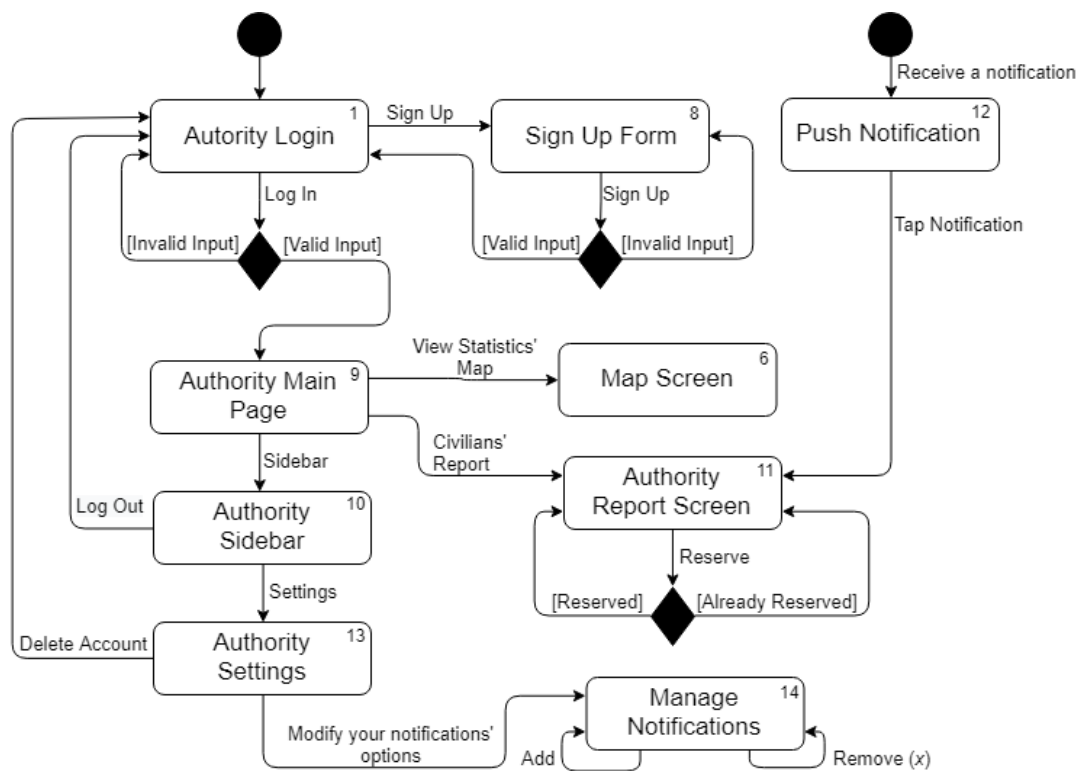 Receive a notification
1
Autority Login
Sign Up
8
Sign Up Form
12
Push Notification
Log In
Sign Up
Tap Notification
[Invalid Input]
[Valid Input]
[Valid Input]
[Invalid Input]
View Statistics'
Map
9
Authority Main
Page
6
Map Screen
Civilians'
Report
Sidebar
11
Authority
Report Screen
Log Out
10
Authority
Sidebar
Reserve
Settings
[Reserved]
[Already Reserved]
Delete Account
13
Authority
Settings
14
Manage
Notifications
Modify your notifications'
options
Add
Remove (x)